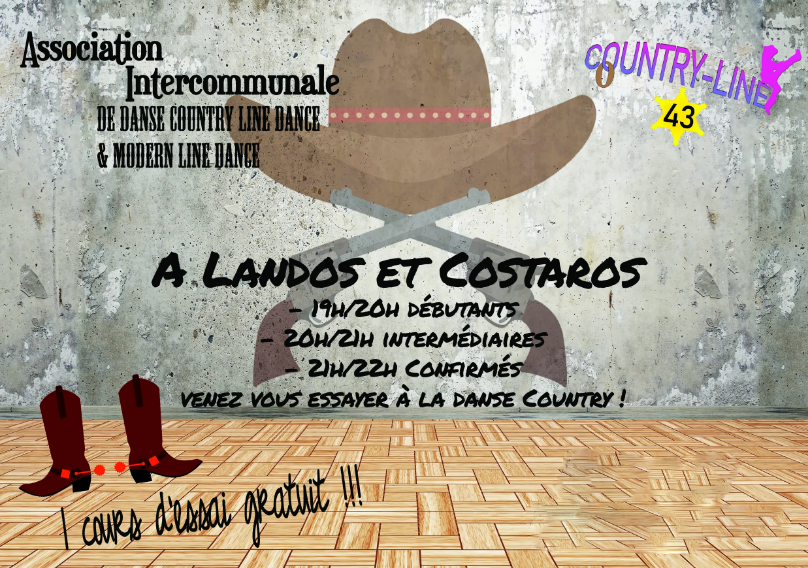 Association
Intercommunale
DE DANSE COUNTRY LINE DANCE
& MODERN LINE DANCE
COUNTRY-LINE
43
A Landos et Costaros
- 19h/20h débutants
- 20h/21h intermédiaires
- 21h/22h Confirmés
venez vous essayer à la danse Country !
1 cours d'essai gratuit !!!